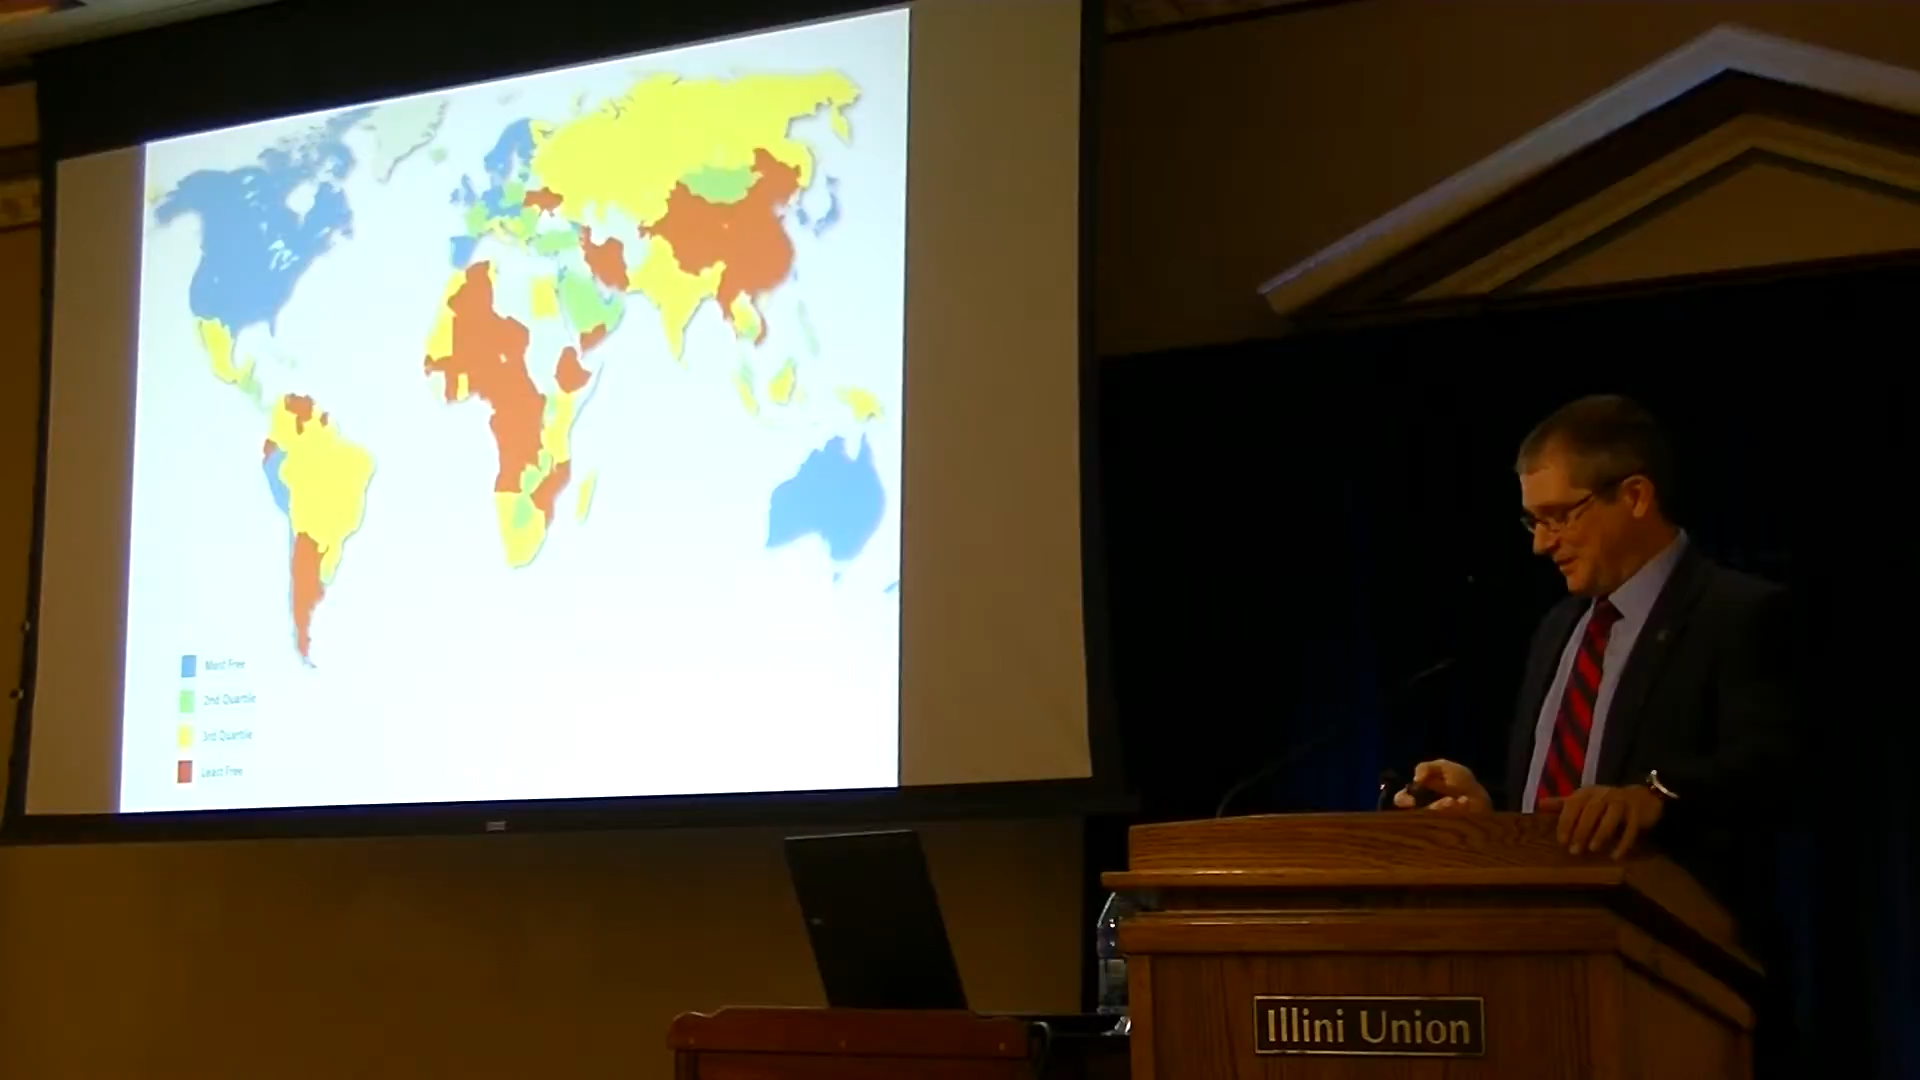 Most Free
2nd Quartile
3rd Quartile
Least Free
Illini Union